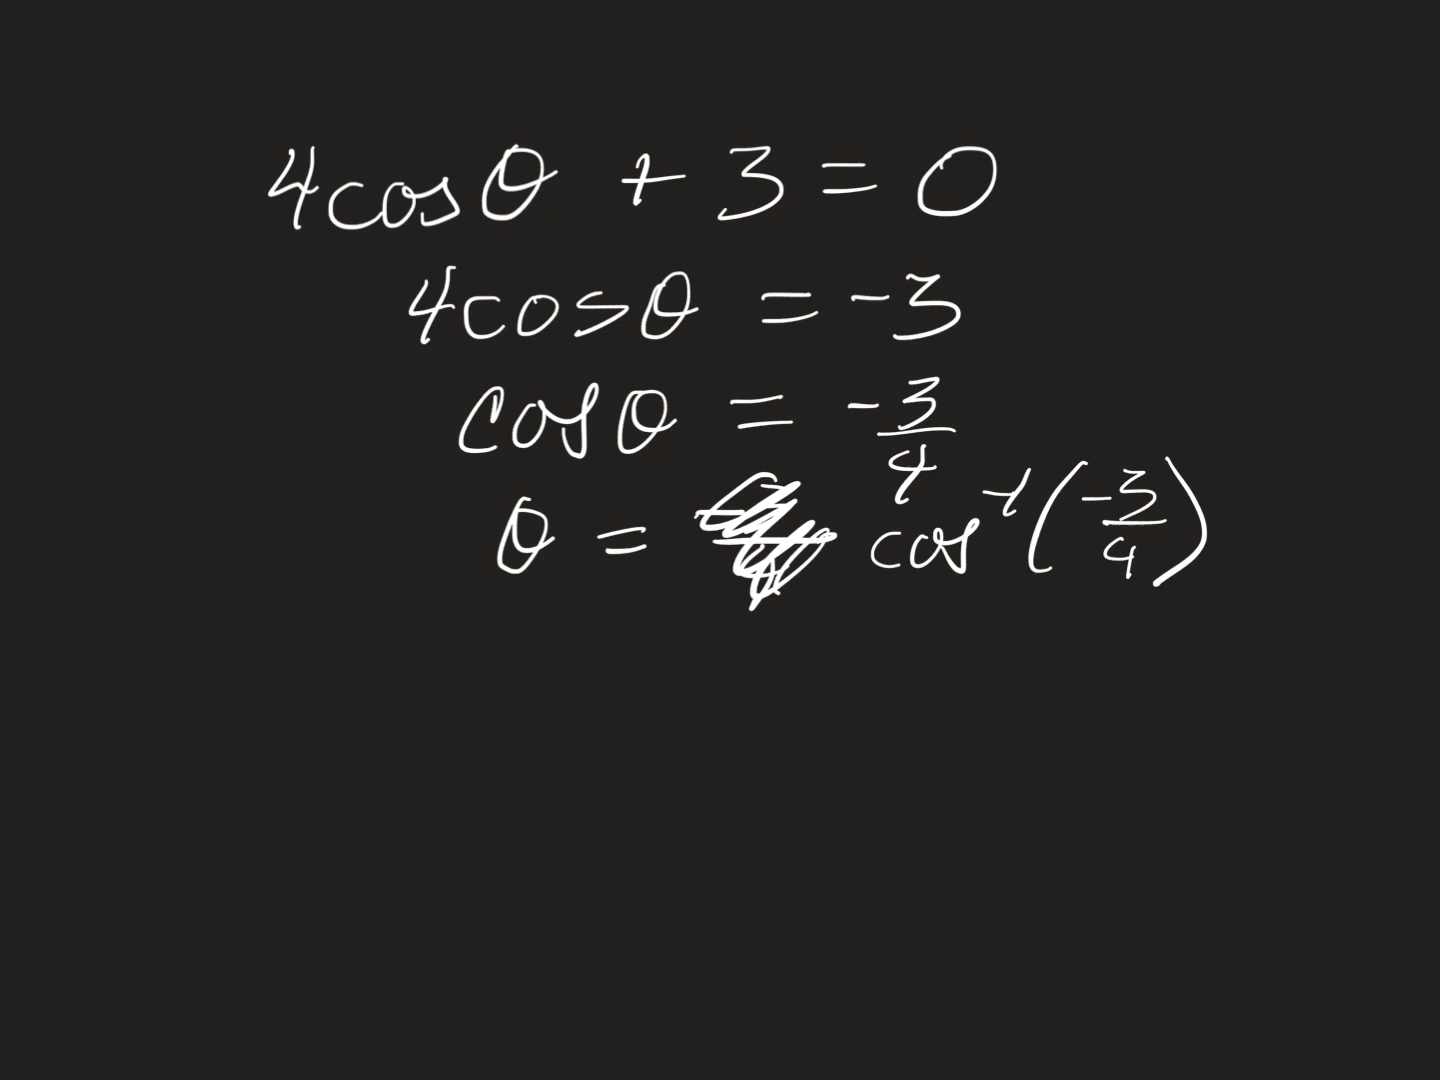 4cosθ + 3 = 0
4cosθ = -3
cosθ = -3/4
θ = cos⁻¹(-3/4)